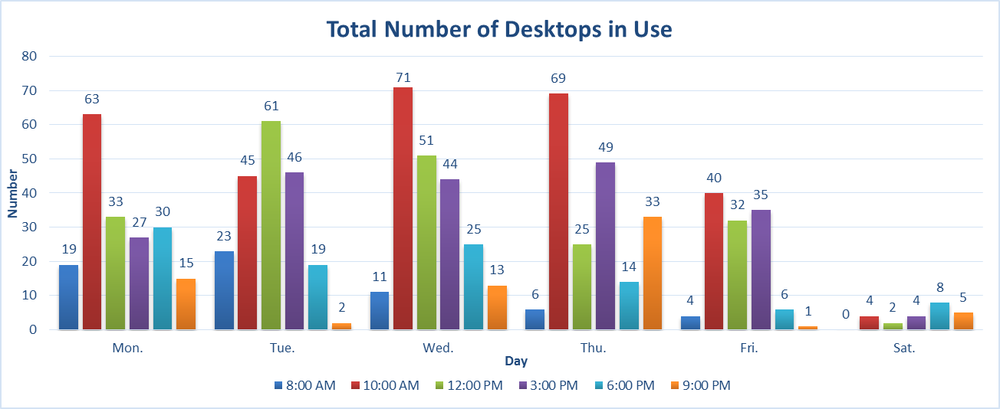 Total Number of Desktops in Use
80
70
60
50
40
30
20
10
0
Number
19 63 33 27 30 15
23 45 61 46 19 2
11 71 51 44 25 13
6 69 25 49 14 33
4 40 32 35 6 1
0 4 2 4 8 5
Mon. Tue. Wed. Thu. Fri. Sat.
Day
8:00 AM 10:00 AM 12:00 PM 3:00 PM 6:00 PM 9:00 PM